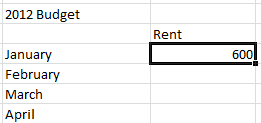 2012 Budget
Rent
January 600
February
March
April